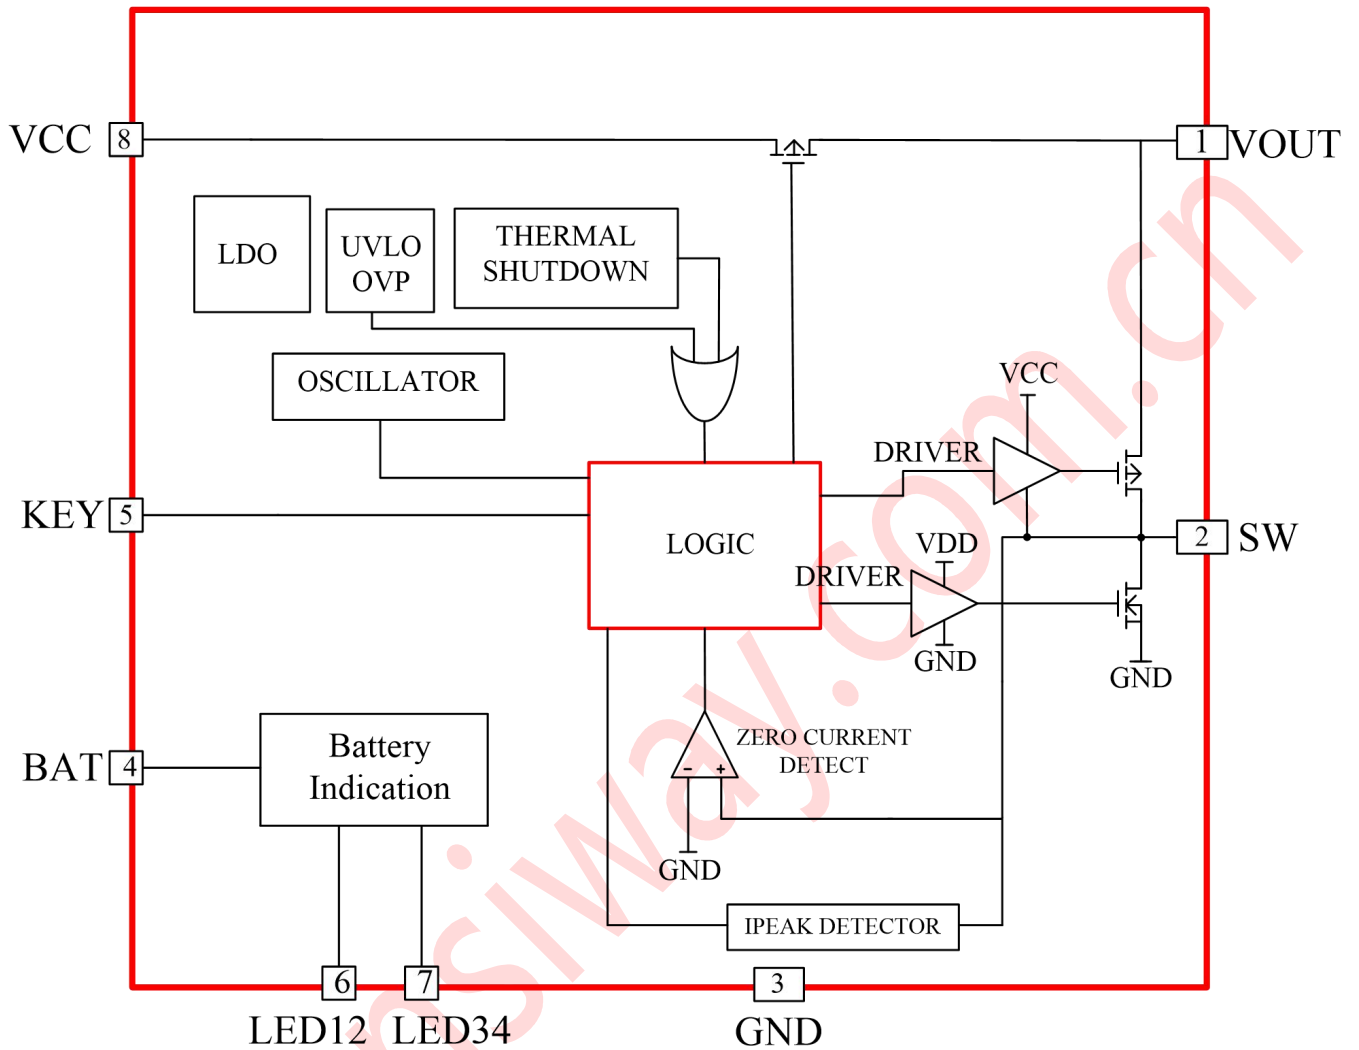 VCC 8
1 VOUT
LDO
UVLO
OVP
THERMAL
SHUTDOWN
OSCILLATOR
VCC
DRIVER
KEY 5
LOGIC
2 SW
VDD
DRIVER
GND
GND
BAT 4
Battery
Indication
ZERO CURRENT
DETECT
- +
GND
IPEAK DETECTOR
6
7
3
LED12
LED34
GND
nsiway.com.cn